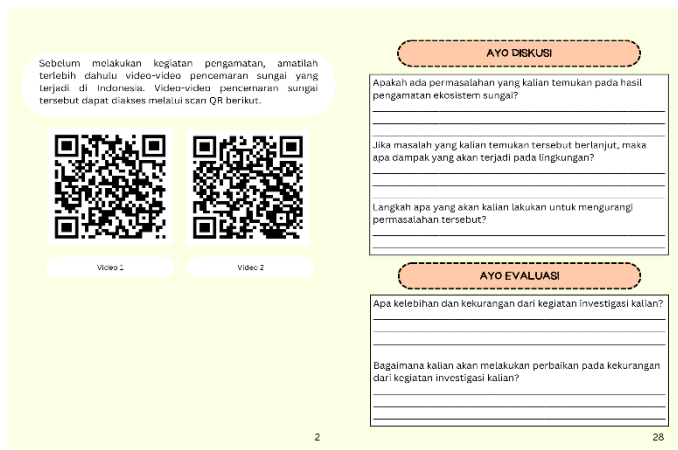 Sebelum melakukan kegiatan pengamatan, amatilah
terlebih dahulu video-video pencemaran sungai yang
terjadi di Indonesia. Video-video pencemaran sungai
tersebut dapat diakses melalui scan QR berikut.
Video 1
Video 2
2
AYO DISKUSI
Apakah ada permasalahan yang kalian temukan pada hasil
pengamatan ekosistem sungai?
Jika masalah yang kalian temukan tersebut berlanjut, maka
apa dampak yang akan terjadi pada lingkungan?
Langkah apa yang akan kalian lakukan untuk mengurangi
permasalahan tersebut?
AYO EVALUASI
Apa kelebihan dan kekurangan dari kegiatan investigasi kalian?
Bagaimana kalian akan melakukan perbaikan pada kekurangan
dari kegiatan investigasi kalian?
28